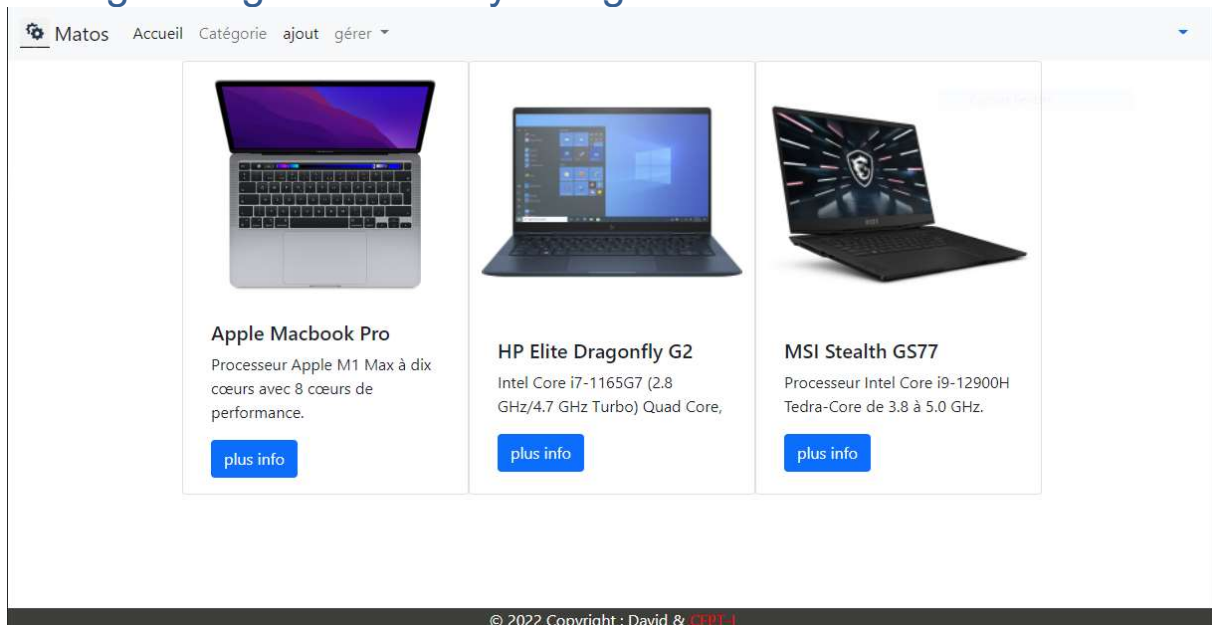 Matos Accueil Catégorie ajout gérer
Apple Macbook Pro
Processeur Apple M1 Max à dix
cœurs avec 8 cœurs de
performance.
plus info
HP Elite Dragonfly G2
Intel Core i7-1165G7 (2.8
GHz/4.7 GHz Turbo) Quad Core,
plus info
MSI Stealth GS77
Processeur Intel Core i9-12900H
Tedra-Core de 3.8 à 5.0 GHz.
plus info
© 2022 Copyright : David & CFPT-I